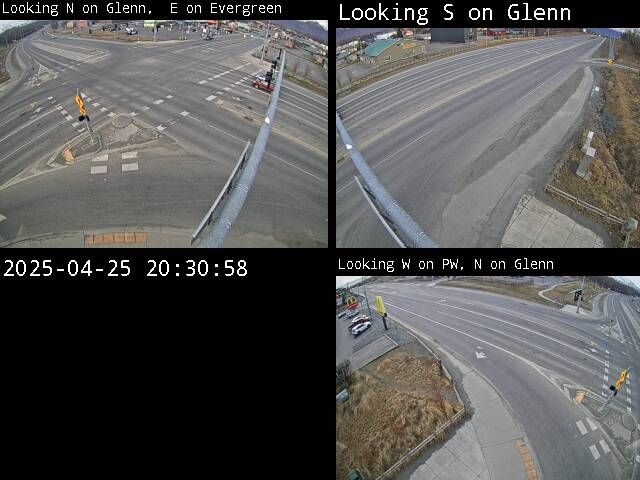 Looking N on Glenn,  E on Evergreen
Looking S on Glenn
2025-04-25 20:30:58
Looking W on PW, N on Glenn